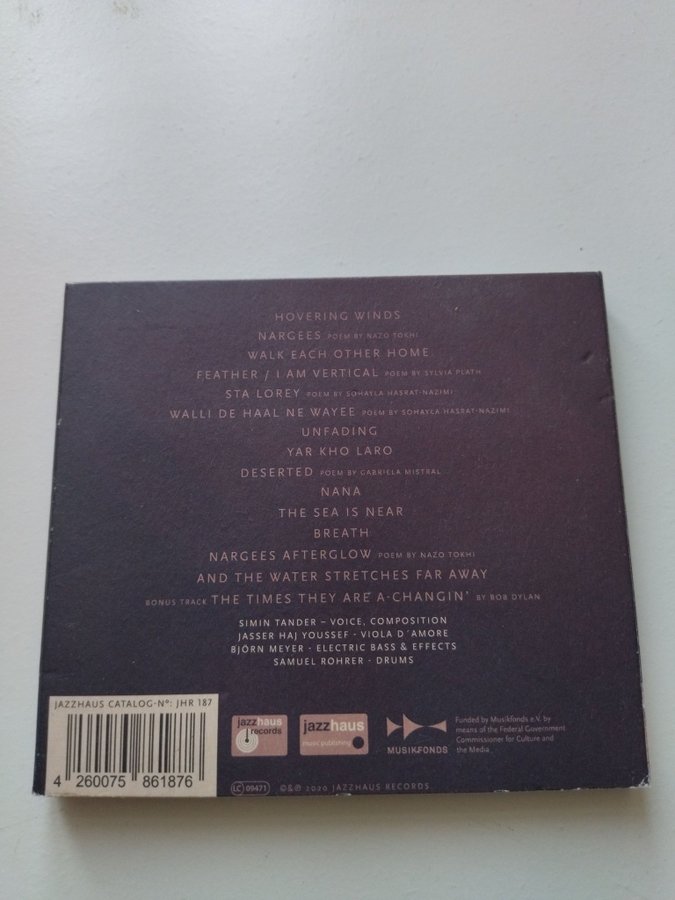 HOVERING WINDS
NARGEES POEM BY NAZO TOKHI
WALK EACH OTHER HOME
FEATHER / I AM VERTICAL POEM BY SYLVIA PLATH
STA LOREY POEM BY SOHAYLA HASRAT-NAZIMI
WALLI DE HAAL NE WAYEE POEM BY SOHAYLA HASRAT-NAZIMI
UNFADING
YAR KHO LARO
DESERTED POEM BY GABRIELA MISTRAL
NANA
THE SEA IS NEAR
BREATH
NARGEES AFTERGLOW POEM BY NAZO TOKHI
AND THE WATER STRETCHES FAR AWAY
BONUS TRACK THE TIMES THEY ARE A-CHANGIN' BY BOB DYLAN
SIMIN TANDER – VOICE, COMPOSITION
JASSER HAJ YOUSSEF · VIOLA D´AMORE
BJÖRN MEYER · ELECTRIC BASS & EFFECTS
SAMUEL ROHRER · DRUMS
JAZZHAUS CATALOG-N°: JHR 187
4 260075 861876
jazzhaus
records
jazzhaus
music publishing
MUSIKFONDS
Funded by Musikfonds e.V. by
means of the Federal Government
Commissioner for Culture and
the Media
LC 09471
©&℗ 2020 JAZZHAUS RECORDS